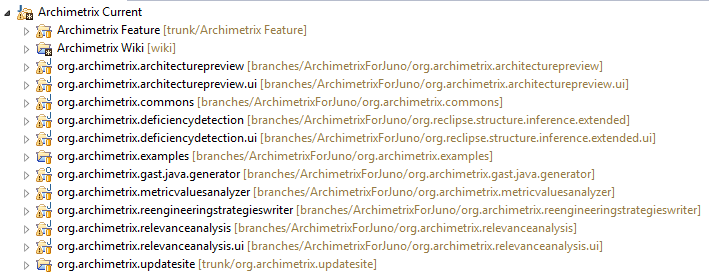 Archimetrix Current
Archimetrix Feature [trunk/Archimetrix Feature]
Archimetrix Wiki [wiki]
org.archimetrix.architecturepreview [branches/ArchimetrixForJuno/org.archimetrix.architecturepreview]
org.archimetrix.architecturepreview.ui [branches/ArchimetrixForJuno/org.archimetrix.architecturepreview.ui]
org.archimetrix.commons [branches/ArchimetrixForJuno/org.archimetrix.commons]
org.archimetrix.deficiencydetection [branches/ArchimetrixForJuno/org.reclipse.structure.inference.extended]
org.archimetrix.deficiencydetection.ui [branches/ArchimetrixForJuno/org.reclipse.structure.inference.extended.ui]
org.archimetrix.examples [branches/ArchimetrixForJuno/org.archimetrix.examples]
org.archimetrix.gast.java.generator [branches/ArchimetrixForJuno/org.archimetrix.gast.java.generator]
org.archimetrix.metricvaluesanalyzer [branches/ArchimetrixForJuno/org.archimetrix.metricvaluesanalyzer]
org.archimetrix.reengineeringstrategieswriter [branches/ArchimetrixForJuno/org.archimetrix.reengineeringstrategieswriter]
org.archimetrix.relevanceanalysis [branches/ArchimetrixForJuno/org.archimetrix.relevanceanalysis]
org.archimetrix.relevanceanalysis.ui [branches/ArchimetrixForJuno/org.archimetrix.relevanceanalysis.ui]
org.archimetrix.updatesite [trunk/org.archimetrix.updatesite]